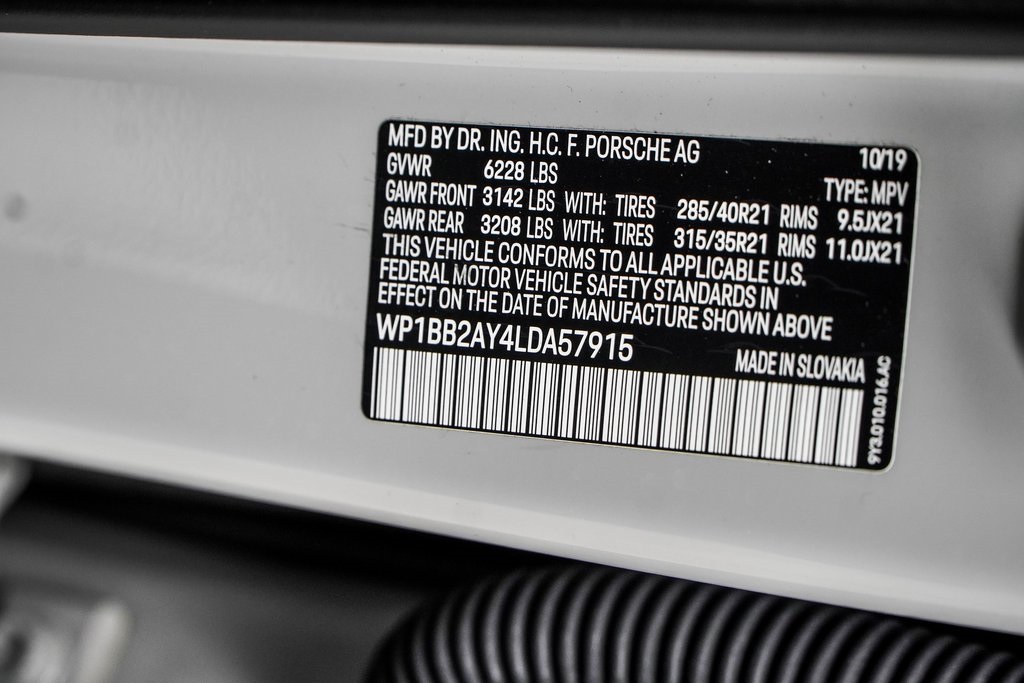 MFD BY DR. ING. H.C. F. PORSCHE AG 10/19
GVWR 6228 LBS TYPE: MPV
GAWR FRONT 3142 LBS WITH: TIRES 285/40R21 RIMS 9.5JX21
GAWR REAR 3208 LBS WITH: TIRES 315/35R21 RIMS 11.0JX21
THIS VEHICLE CONFORMS TO ALL APPLICABLE U.S.
FEDERAL MOTOR VEHICLE SAFETY STANDARDS IN
EFFECT ON THE DATE OF MANUFACTURE SHOWN ABOVE
WP1BB2AY4LDA57915
MADE IN SLOVAKIA
9Y3.010.016.AC